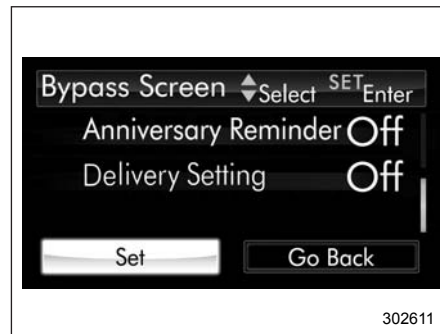 Bypass Screen Select SET Enter
Anniversary Reminder Off
Delivery Setting Off
Set Go Back
302611